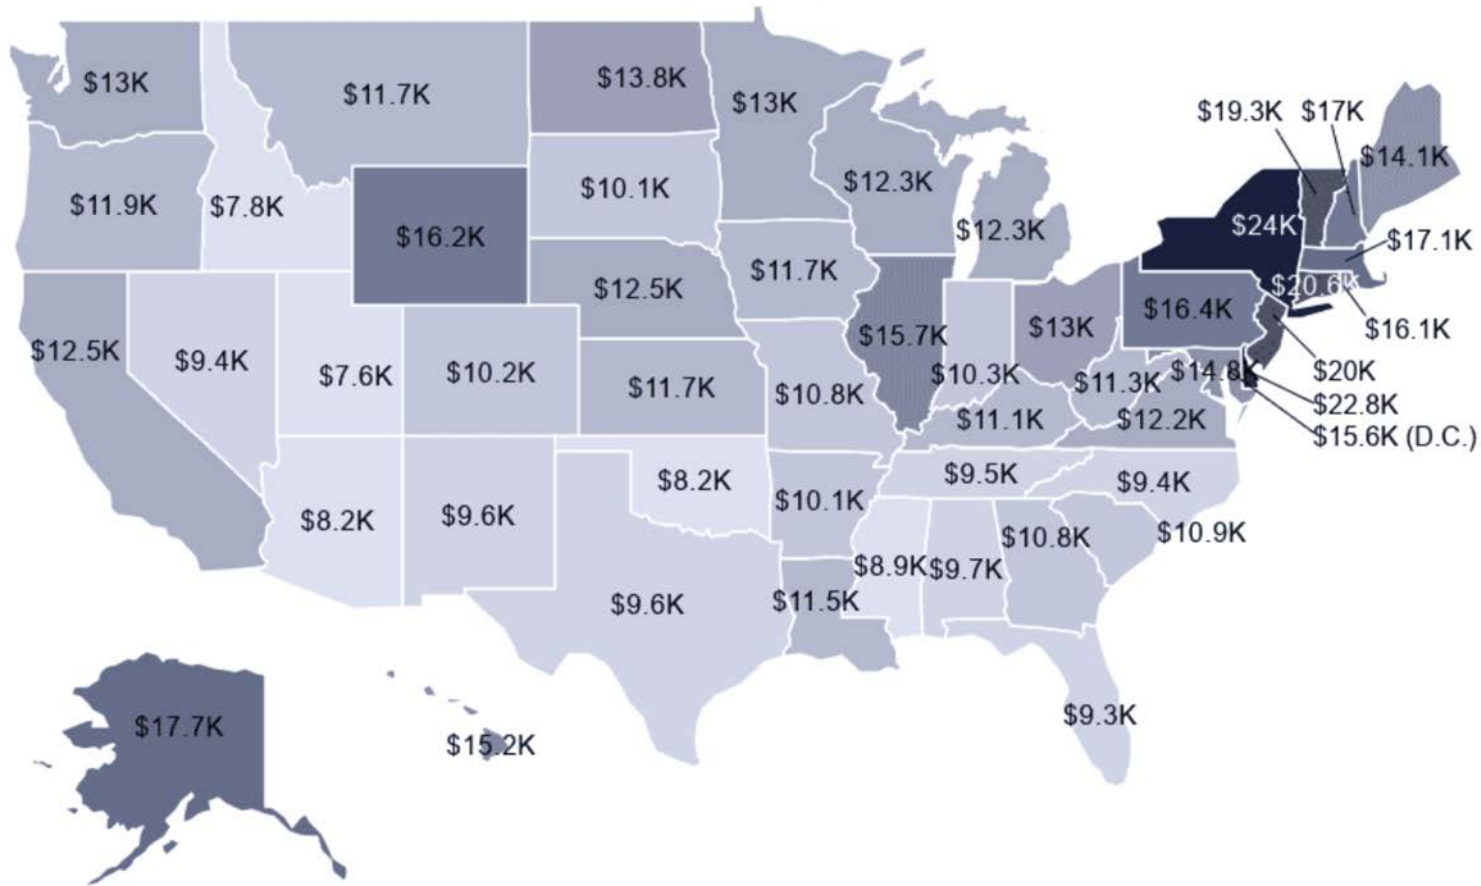 $13K
$11.7K
$13.8K
$13K
$19.3K
$17K
$14.1K
$11.9K
$7.8K
$16.2K
$10.1K
$12.3K
$12.3K
$24K
$17.1K
$12.5K
$11.7K
$20.6K
$16.4K
$16.1K
$12.5K
$9.4K
$7.6K
$10.2K
$11.7K
$10.8K
$15.7K
$10.3K
$13K
$11.3K
$14.8K
$20K
$22.8K
$11.1K
$12.2K
$15.6K (D.C.)
$8.2K
$9.6K
$8.2K
$10.1K
$9.5K
$9.4K
$10.8K
$10.9K
$8.9K
$9.7K
$9.6K
$11.5K
$9.3K
$17.7K
$15.2K